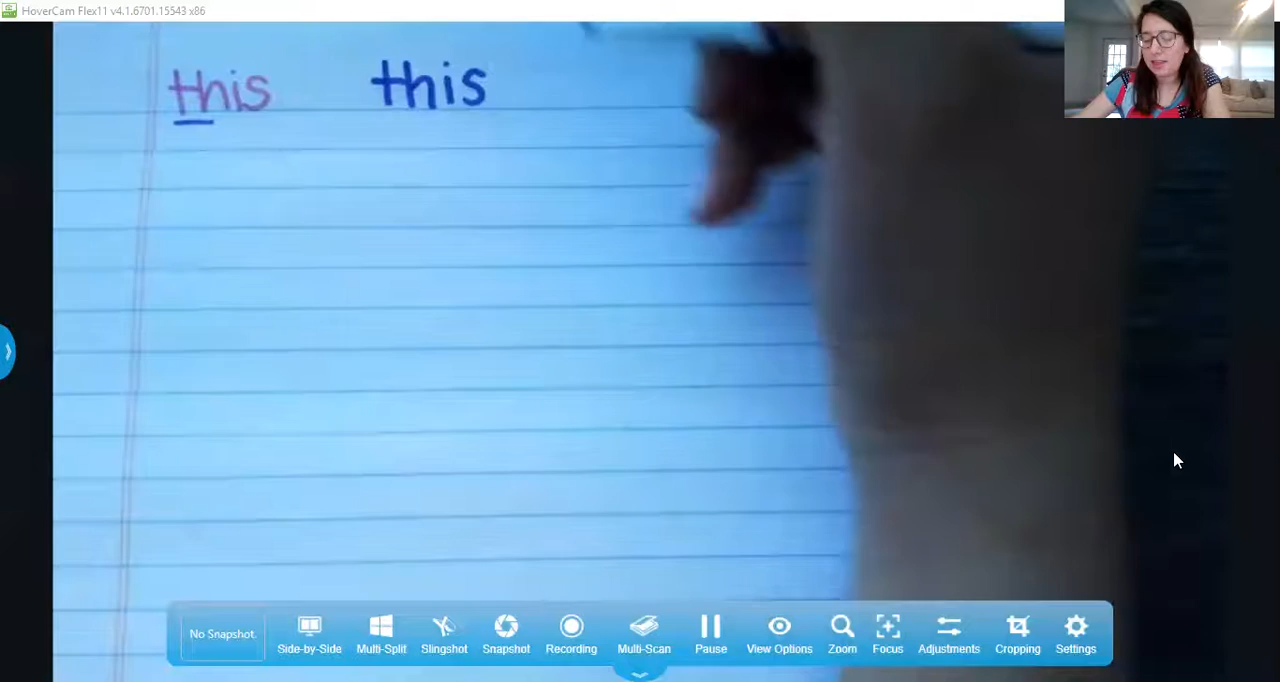 HoverCam Flex11 v4.1.6701.15543 x86
this this
No Snapshot.
Side-by-Side
Multi-Split
Slingshot
Snapshot
Recording
Multi-Scan
Pause
View Options
Zoom
Focus
Adjustments
Cropping
Settings